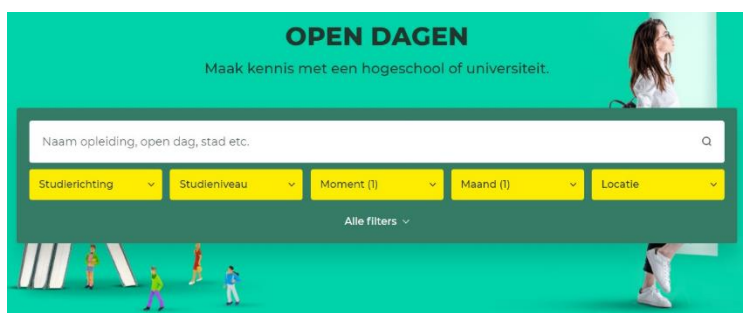 OPEN DAGEN
Maak kennis met een hogeschool of universiteit.
Naam opleiding, open dag, stad etc.
Studierichting Studieniveau Moment (1) Maand (1) Locatie
Alle filters